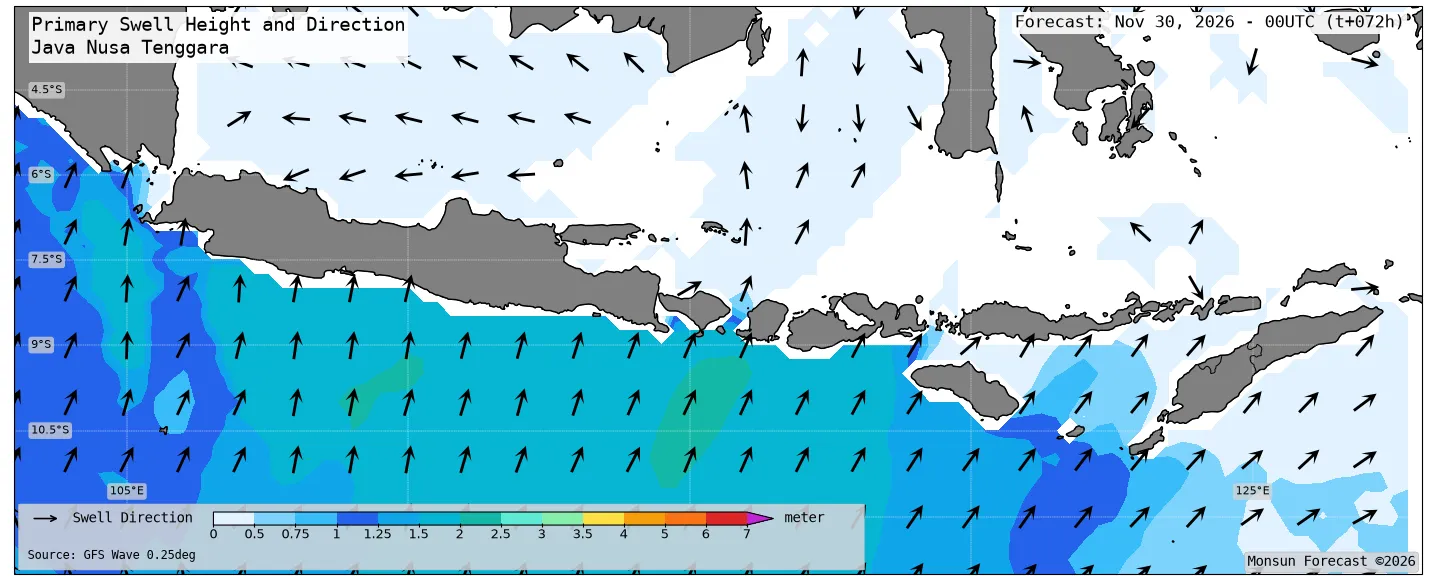 Primary Swell Height and Direction
Java Nusa Tenggara
Forecast: Nov 30, 2026 - 00UTC (t+072h)
4.5°S
6°S
7.5°S
9°S
10.5°S
105°E
125°E
Swell Direction
0 0.5 0.75 1 1.25 1.5 2 2.5 3 3.5 4 5 6 7
meter
Source: GFS Wave 0.25deg
Monsun Forecast ©2026